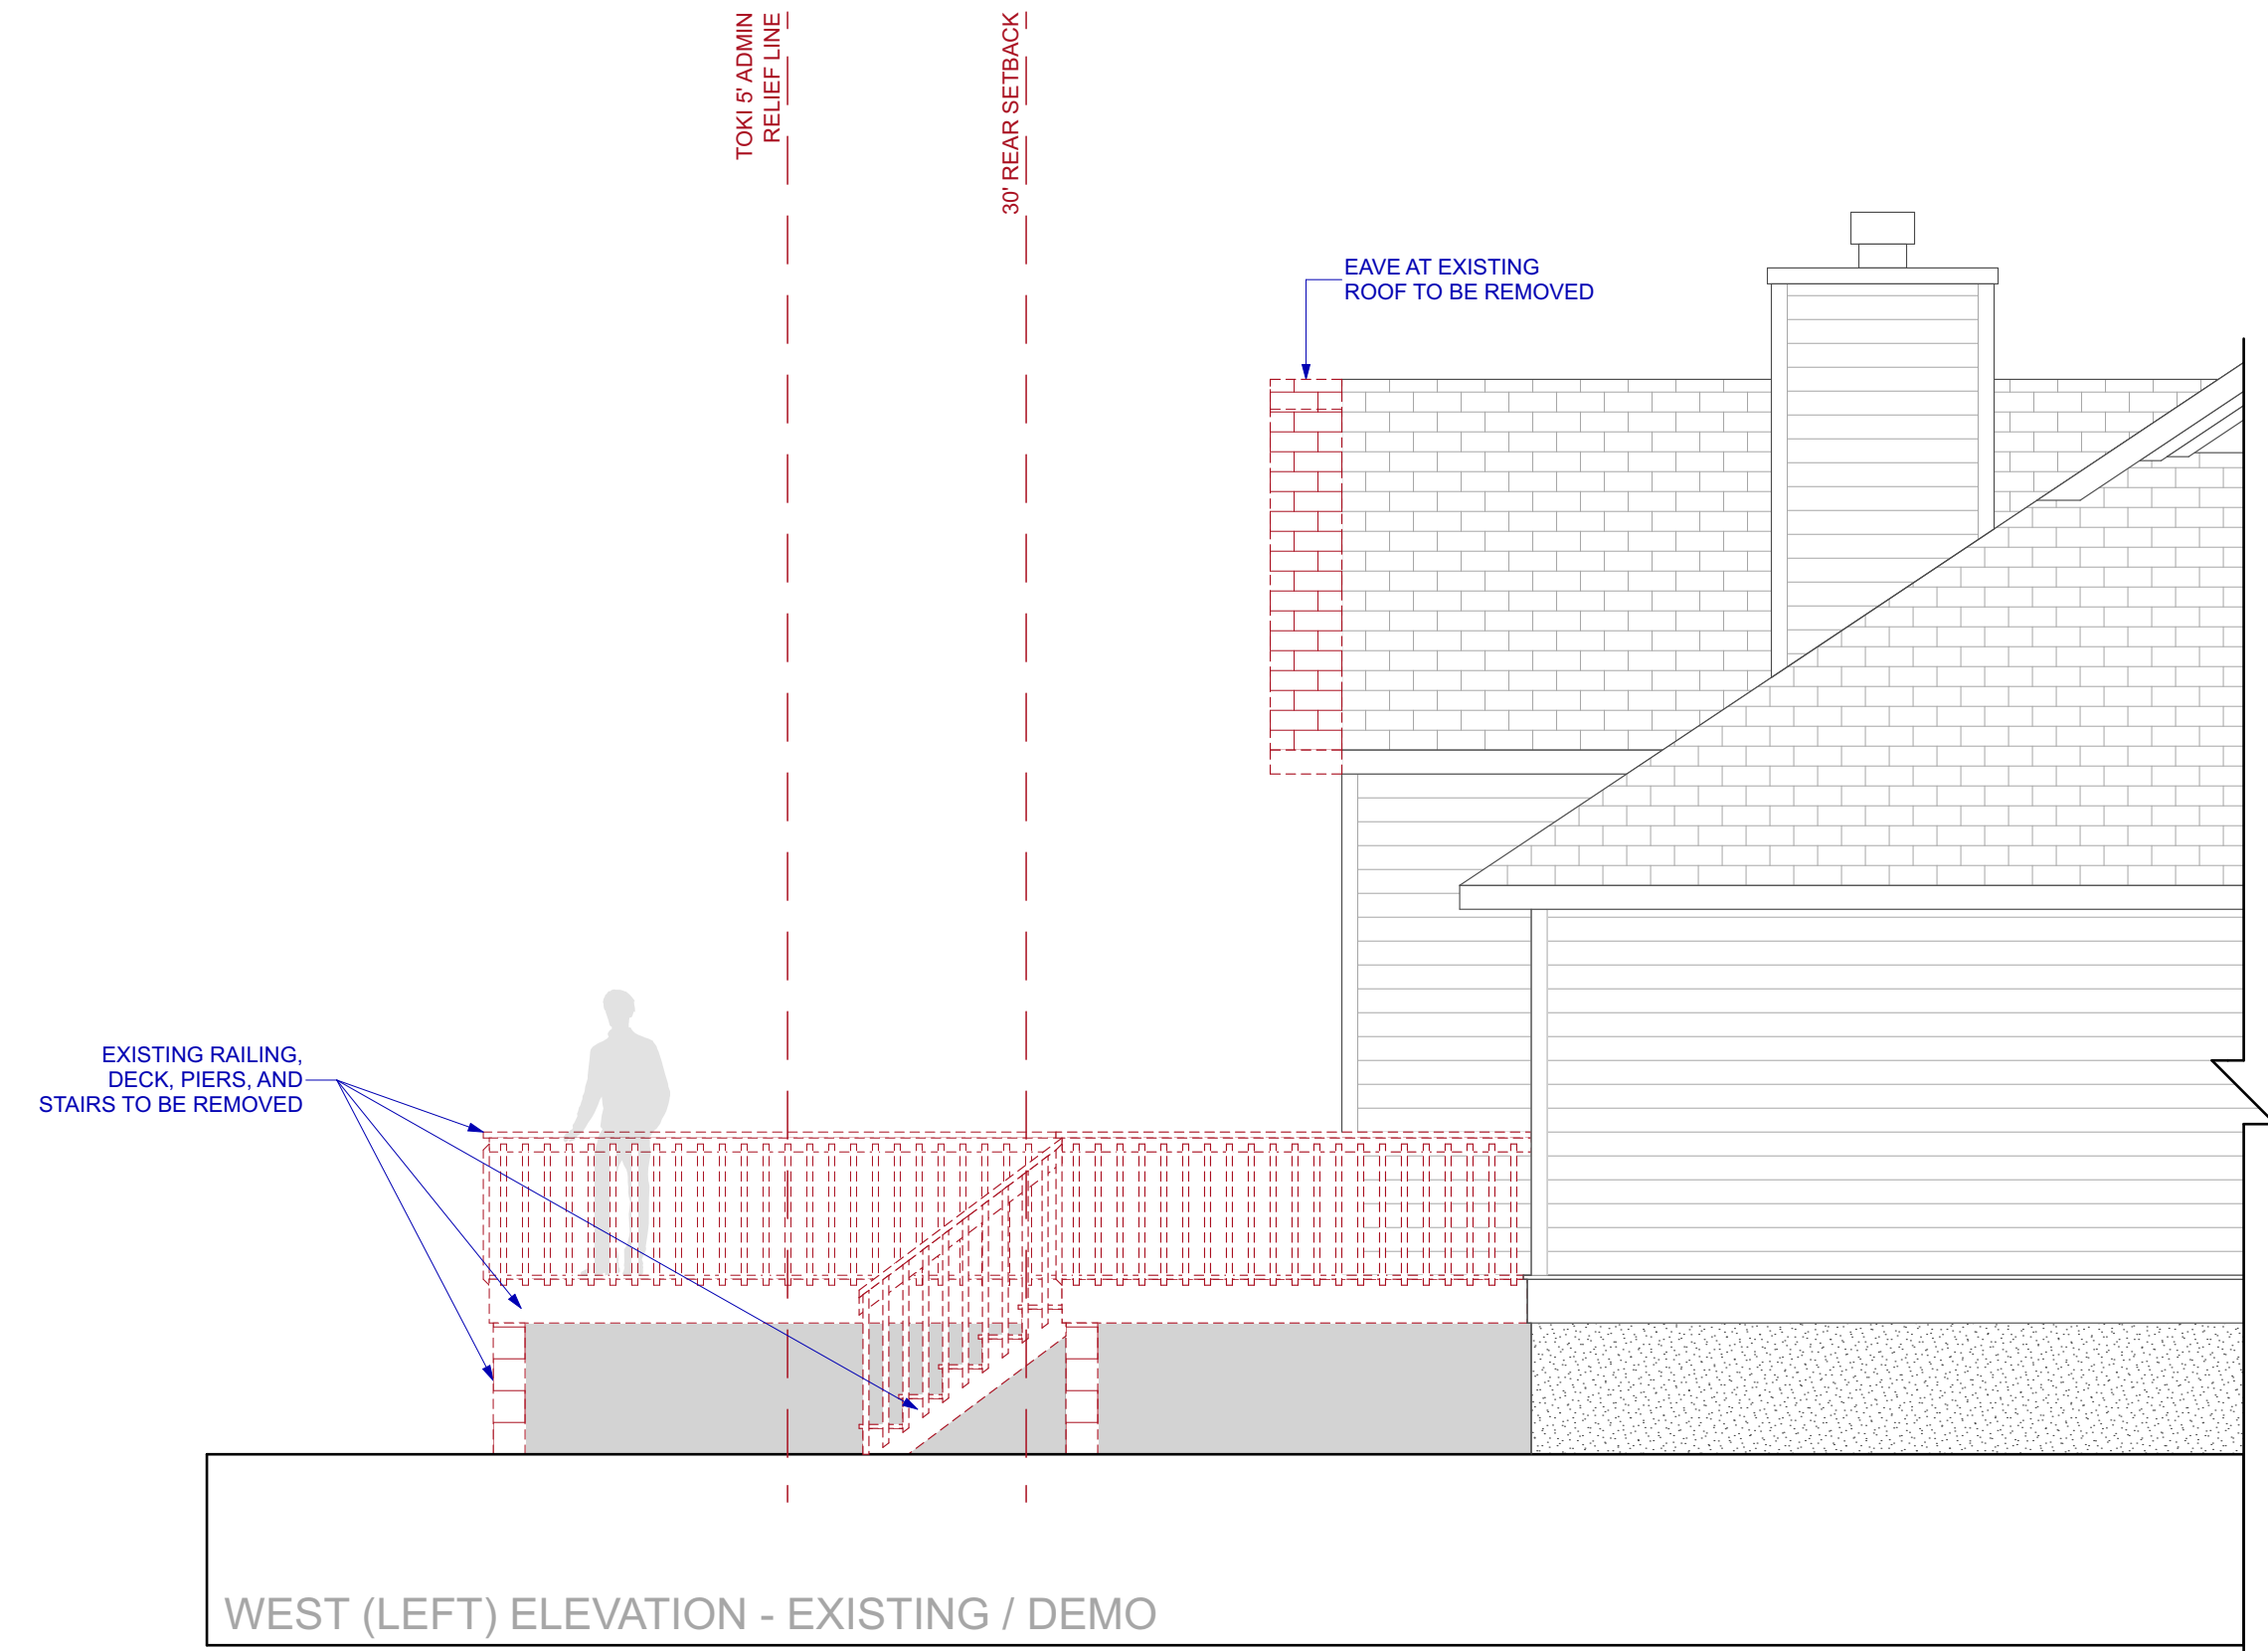 TOKI 5' ADMIN
RELIEF LINE
30' REAR SETBACK
EAVE AT EXISTING
ROOF TO BE REMOVED
EXISTING RAILING,
DECK, PIERS, AND
STAIRS TO BE REMOVED
WEST (LEFT) ELEVATION - EXISTING / DEMO